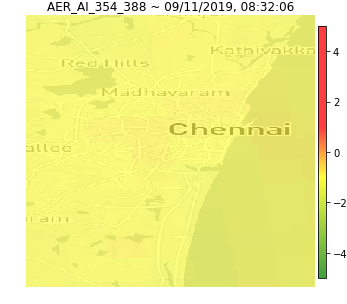 AER_AI_354_388 ~ 09/11/2019, 08:32:06
Kathivakka
Red Hills
Madhavaram
Chennai
allee
ram
4
2
0
−2
−4